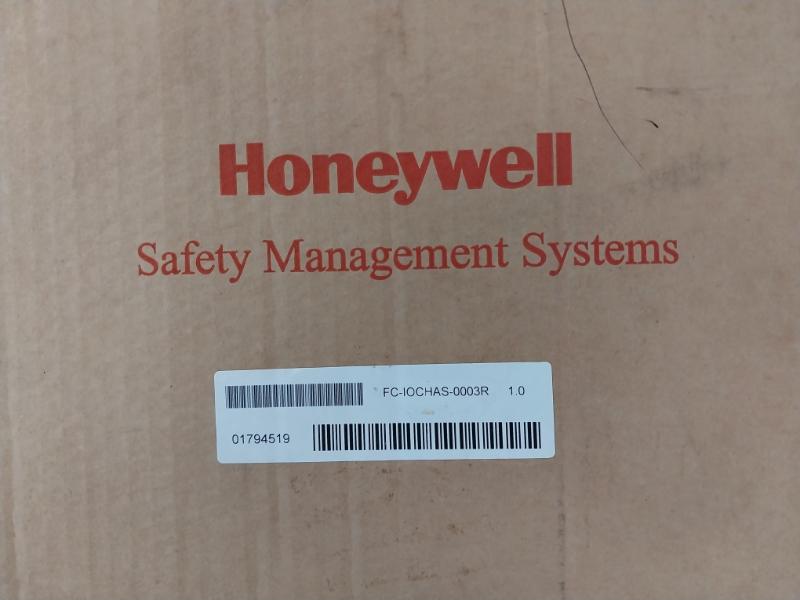 Honeywell
Safety Management Systems
FC-IOCHAS-0003R 1.0
01794519